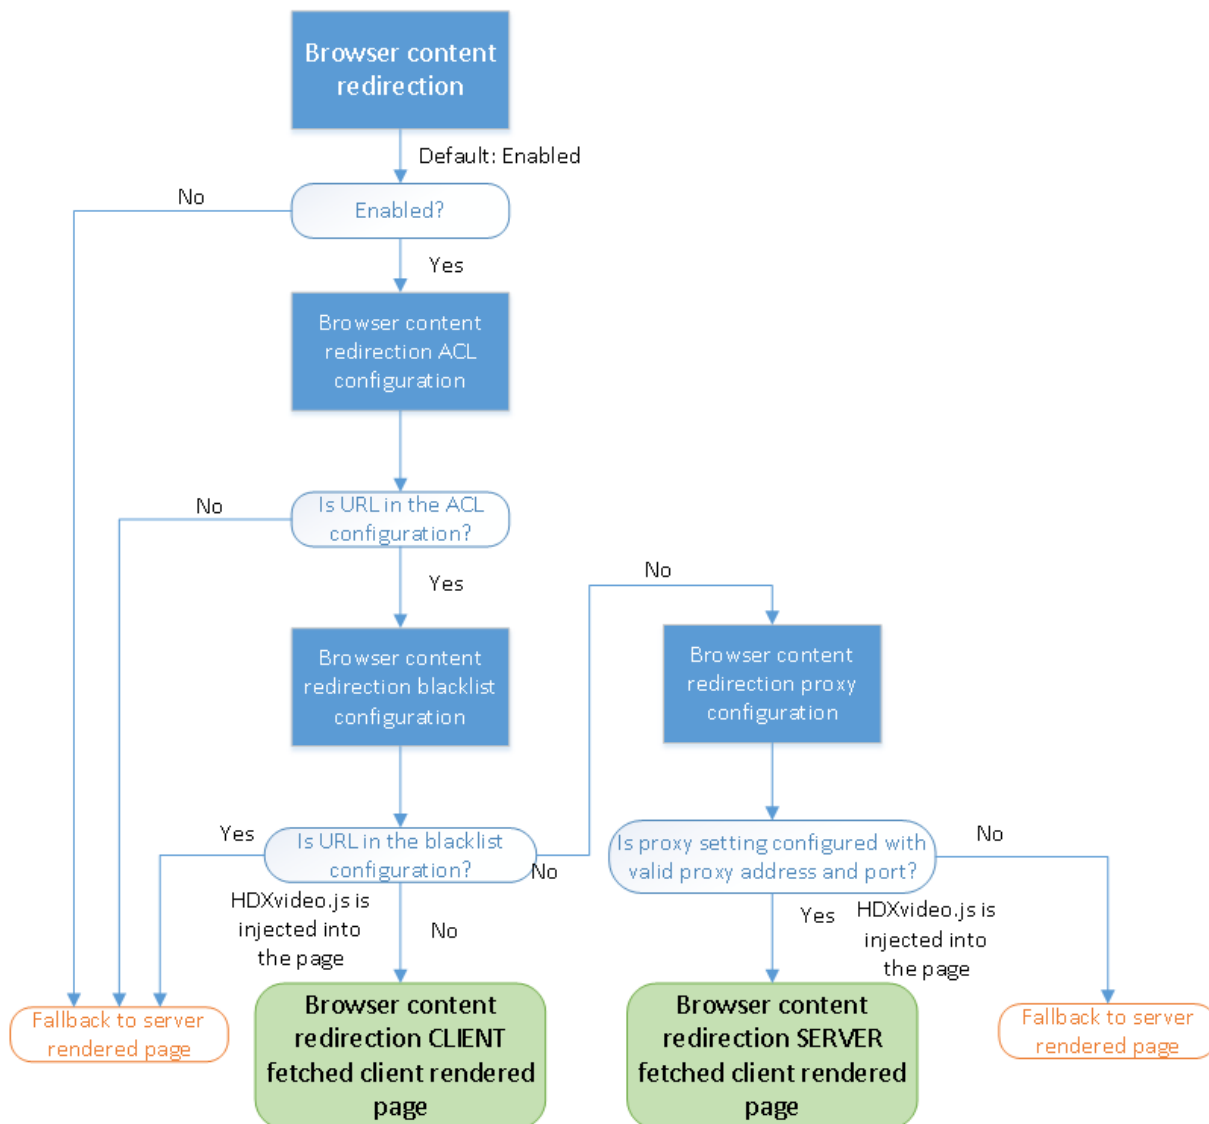 Browser content
redirection
Default: Enabled
No
Enabled?
Yes
Browser content
redirection ACL
configuration
No
Is URL in the ACL
configuration?
Yes
No
Browser content
redirection blacklist
configuration
Browser content
redirection proxy
configuration
Yes
Is URL in the blacklist
configuration?
No
Is proxy setting configured with
valid proxy address and port?
No
HDXvideo.js is
injected into
the page
No
Yes
HDXvideo.js is
injected into
the page
Fallback to server
rendered page
Browser content
redirection CLIENT
fetched client rendered
page
Browser content
redirection SERVER
fetched client rendered
page
Fallback to server
rendered page